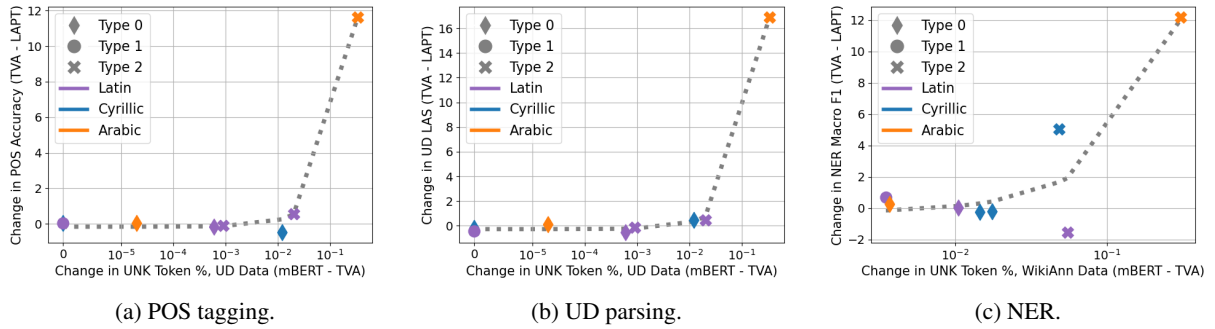 Change in POS Accuracy (TVA - LAPT)
12
10
8
6
4
2
0
Type 0
Type 1
Type 2
Latin
Cyrillic
Arabic
0 10⁻⁵ 10⁻⁴ 10⁻³ 10⁻² 10⁻¹
Change in UNK Token %, UD Data (mBERT - TVA)
(a) POS tagging.
Change in UD LAS (TVA - LAPT)
16
14
12
10
8
6
4
2
0
Type 0
Type 1
Type 2
Latin
Cyrillic
Arabic
0 10⁻⁵ 10⁻⁴ 10⁻³ 10⁻² 10⁻¹
Change in UNK Token %, UD Data (mBERT - TVA)
(b) UD parsing.
Change in NER Macro F1 (TVA - LAPT)
12
10
8
6
4
2
0
−2
Type 0
Type 1
Type 2
Latin
Cyrillic
Arabic
10⁻² 10⁻¹
Change in UNK Token %, WikiAnn Data (mBERT - TVA)
(c) NER.